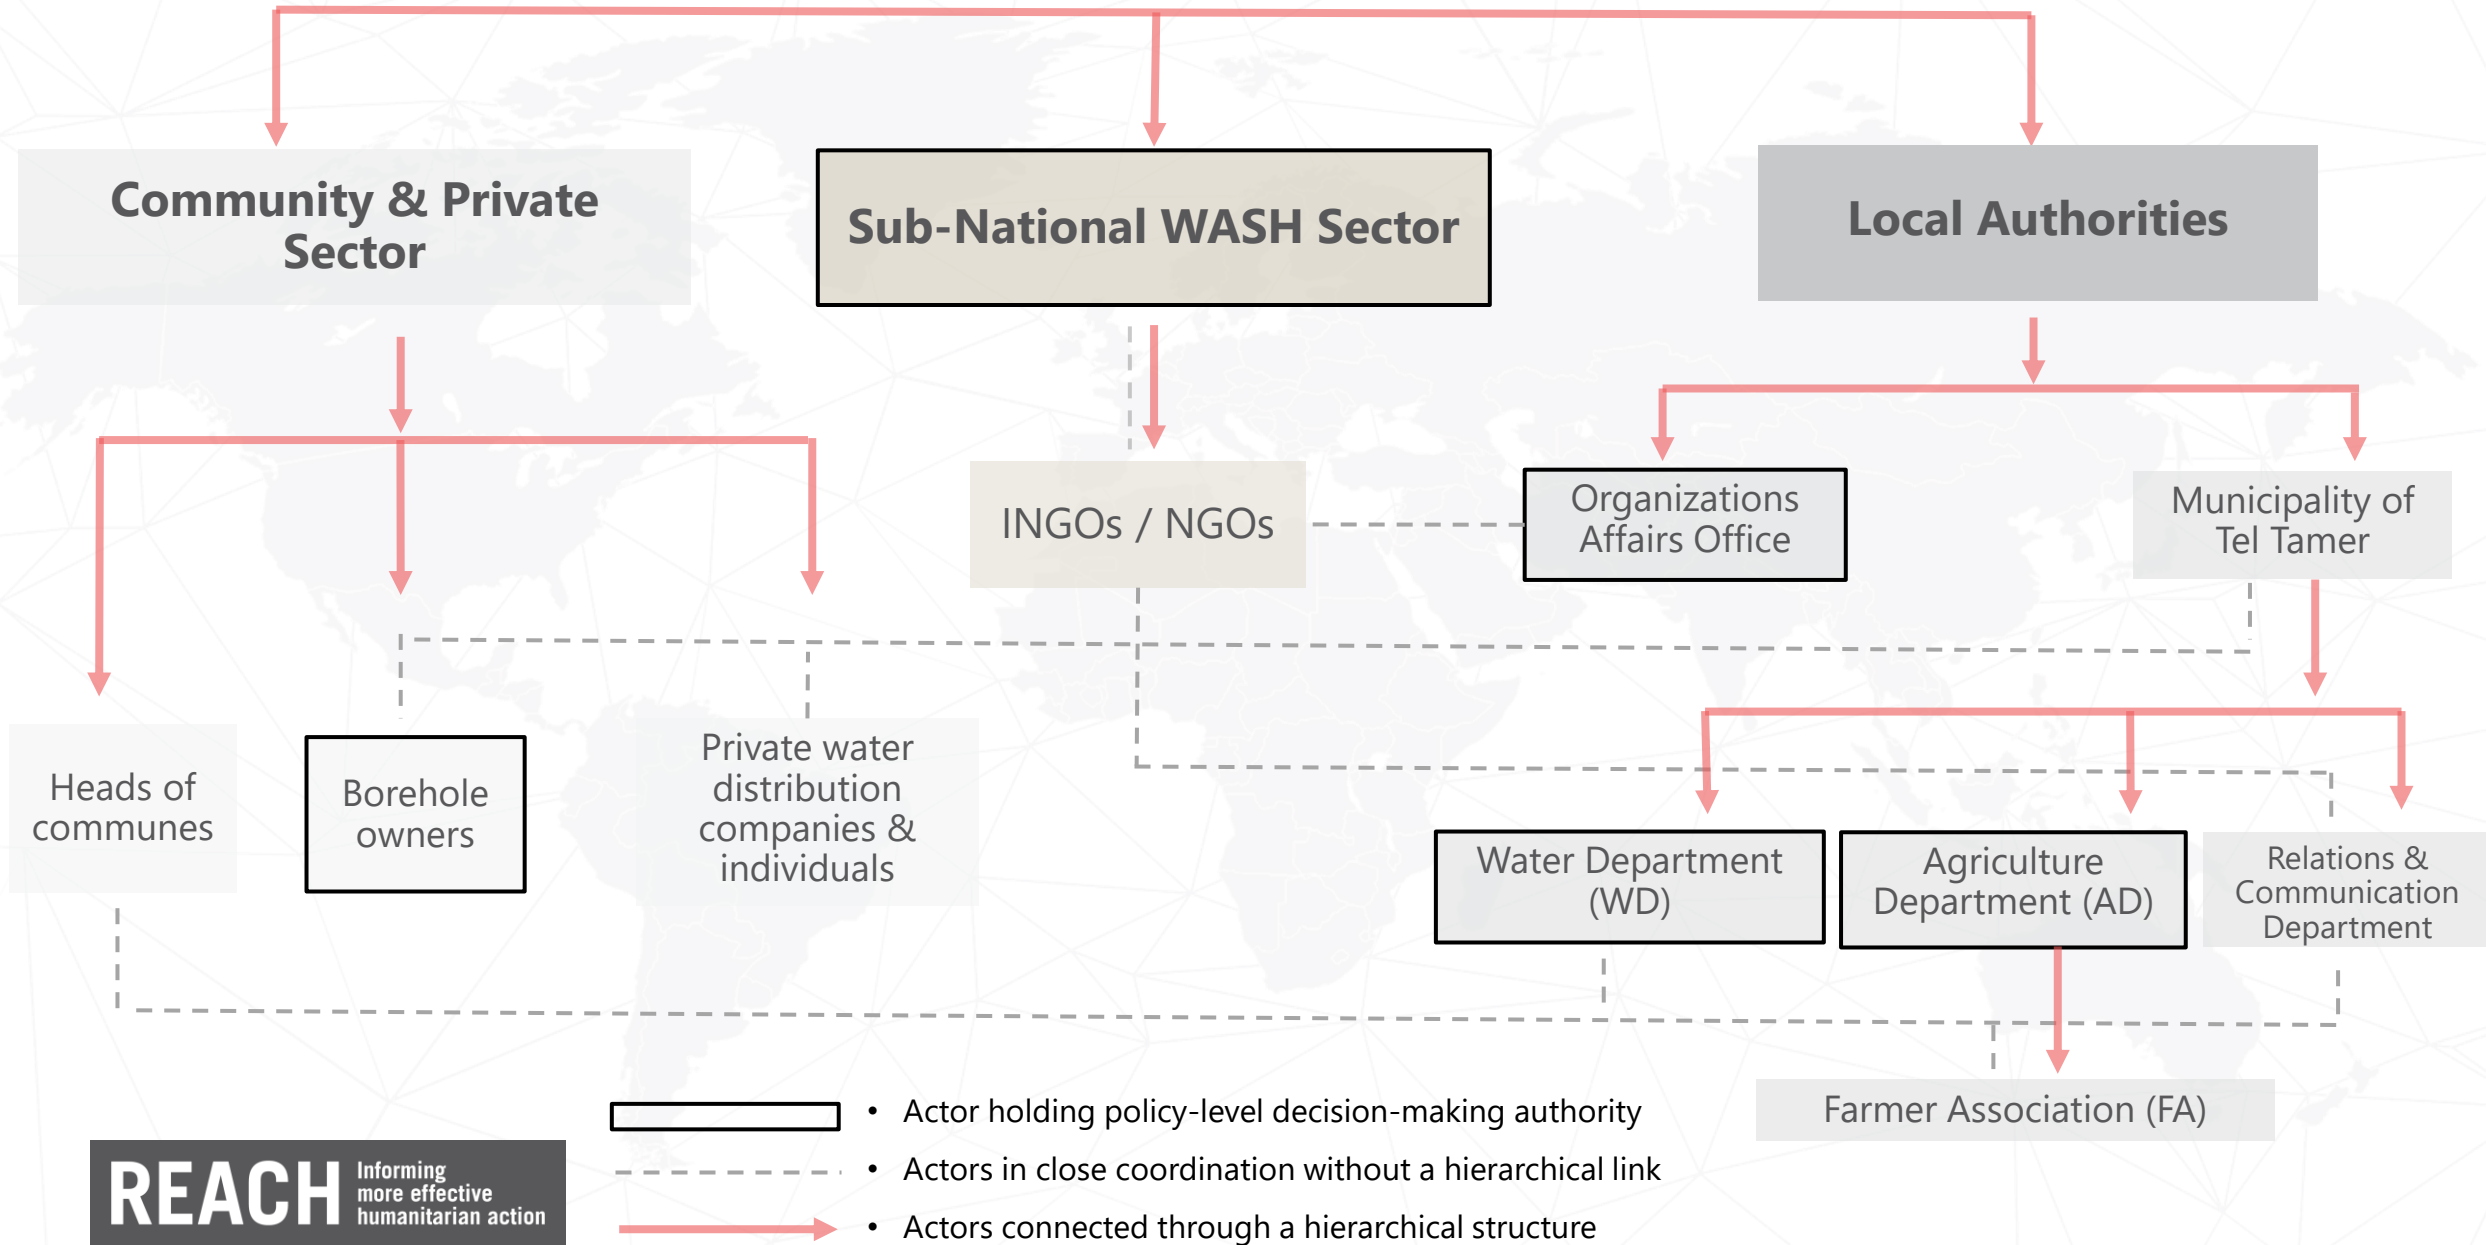 Community & Private
Sector
Sub-National WASH Sector
Local Authorities
INGOs / NGOs
Organizations
Affairs Office
Municipality of
Tel Tamer
Heads of
communes
Borehole
owners
Private water
distribution
companies &
individuals
Water Department
(WD)
Agriculture
Department (AD)
Relations &
Communication
Department
Farmer Association (FA)
• Actor holding policy-level decision-making authority
• Actors in close coordination without a hierarchical link
• Actors connected through a hierarchical structure
REACH
Informing
more effective
humanitarian action